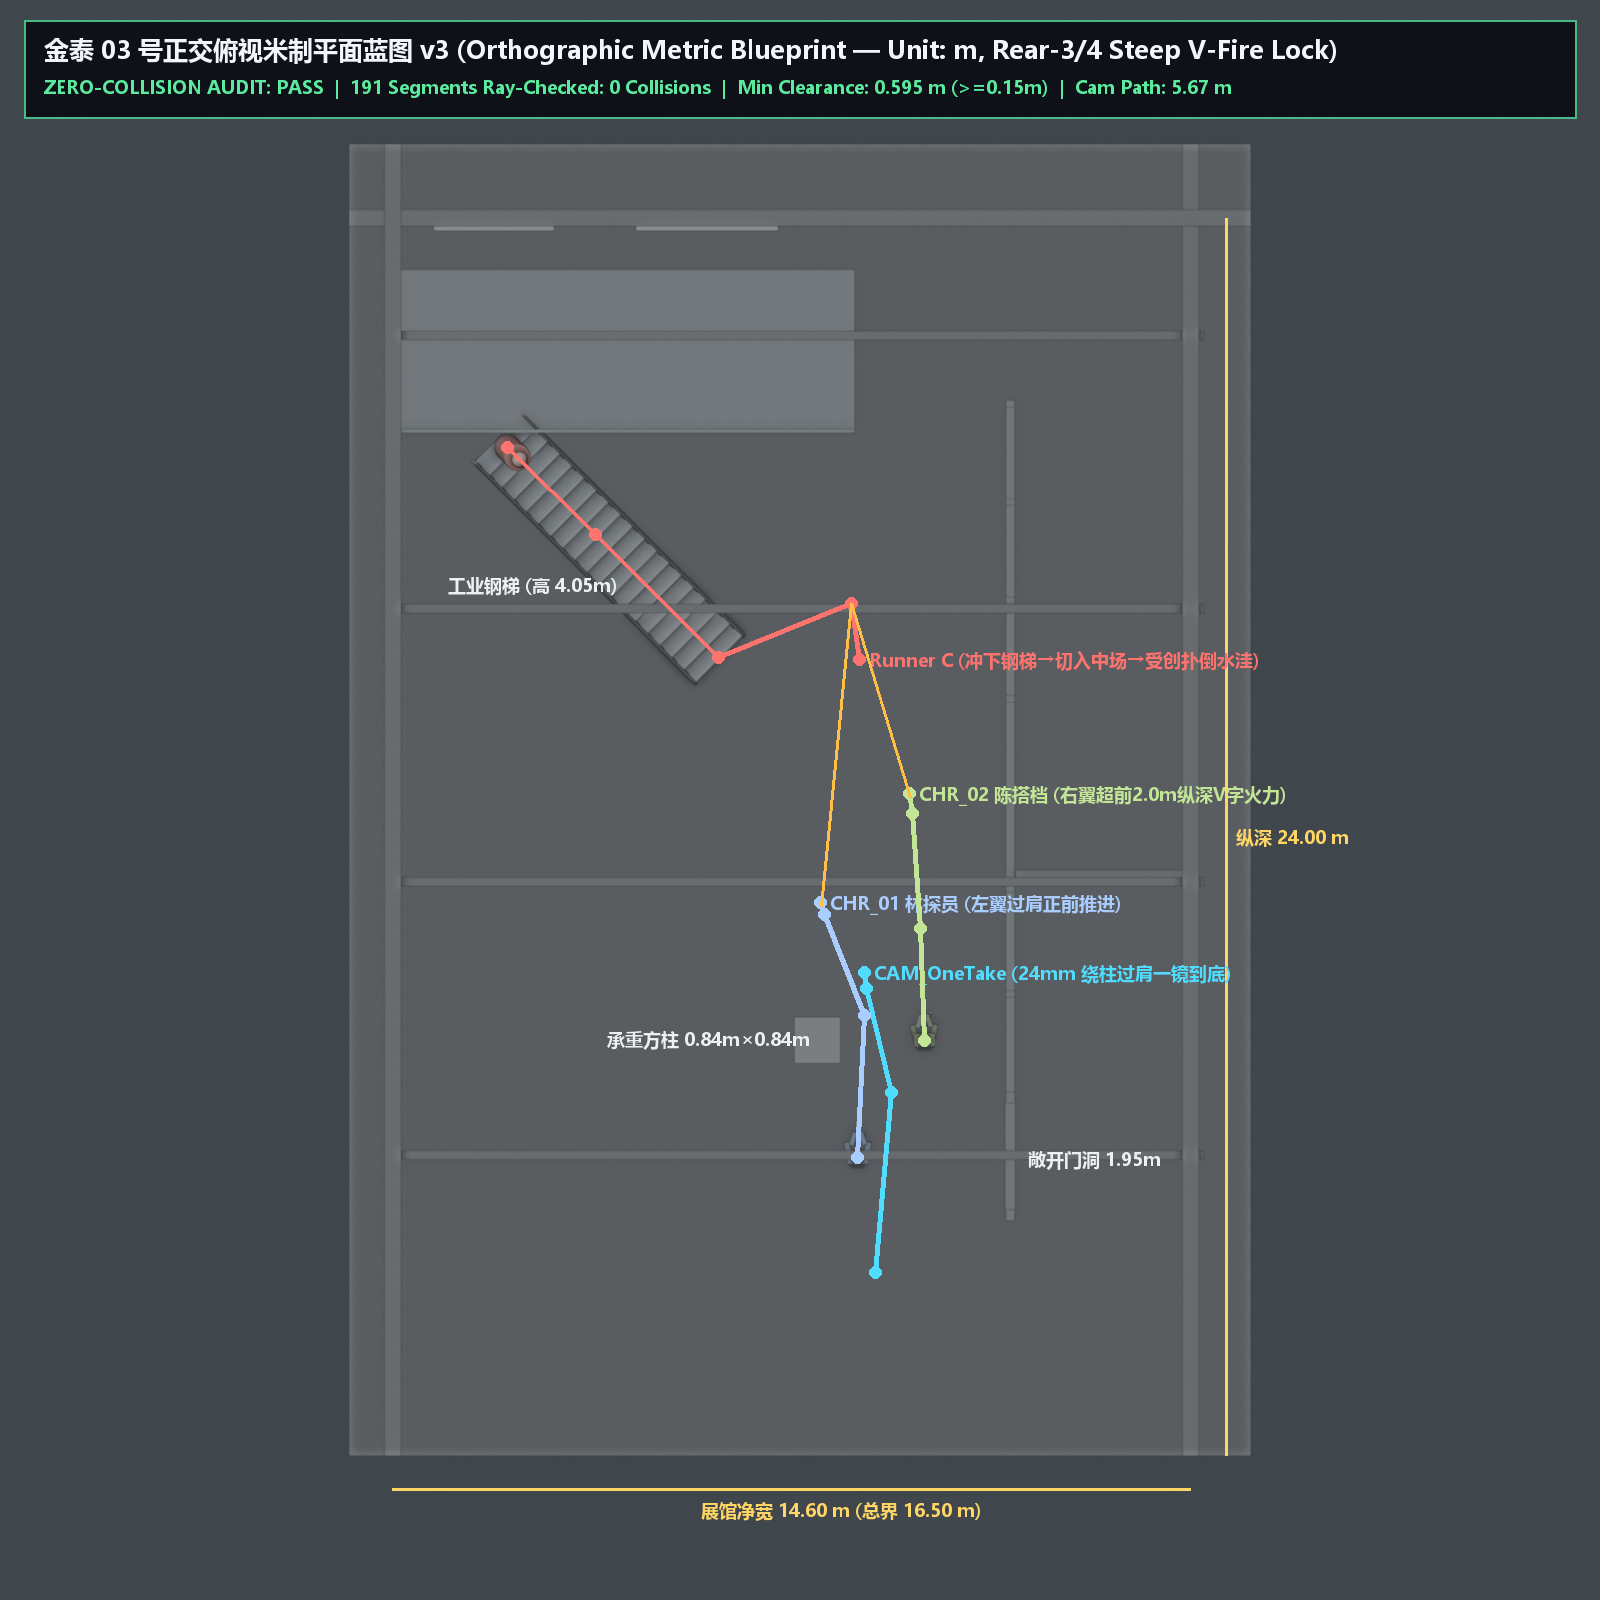 金泰 03 号正交俯视米制平面蓝图 v3 (Orthographic Metric Blueprint — Unit: m, Rear-3/4 Steep V-Fire Lock)
ZERO-COLLISION AUDIT: PASS | 191 Segments Ray-Checked: 0 Collisions | Min Clearance: 0.595 m (>=0.15m) | Cam Path: 5.67 m
工业钢梯 (高 4.05m)
Runner C (冲下钢梯→切入中场→受创扑倒水洼)
CHR_02 陈搭档 (右翼超前2.0m纵深V字火力)
纵深 24.00 m
CHR_01 林探员 (左翼过肩正前推进)
CAM_OneTake (24mm 绕柱过肩一镜到底)
承重方柱 0.84m×0.84m
敞开门洞 1.95m
展馆净宽 14.60 m (总界 16.50 m)